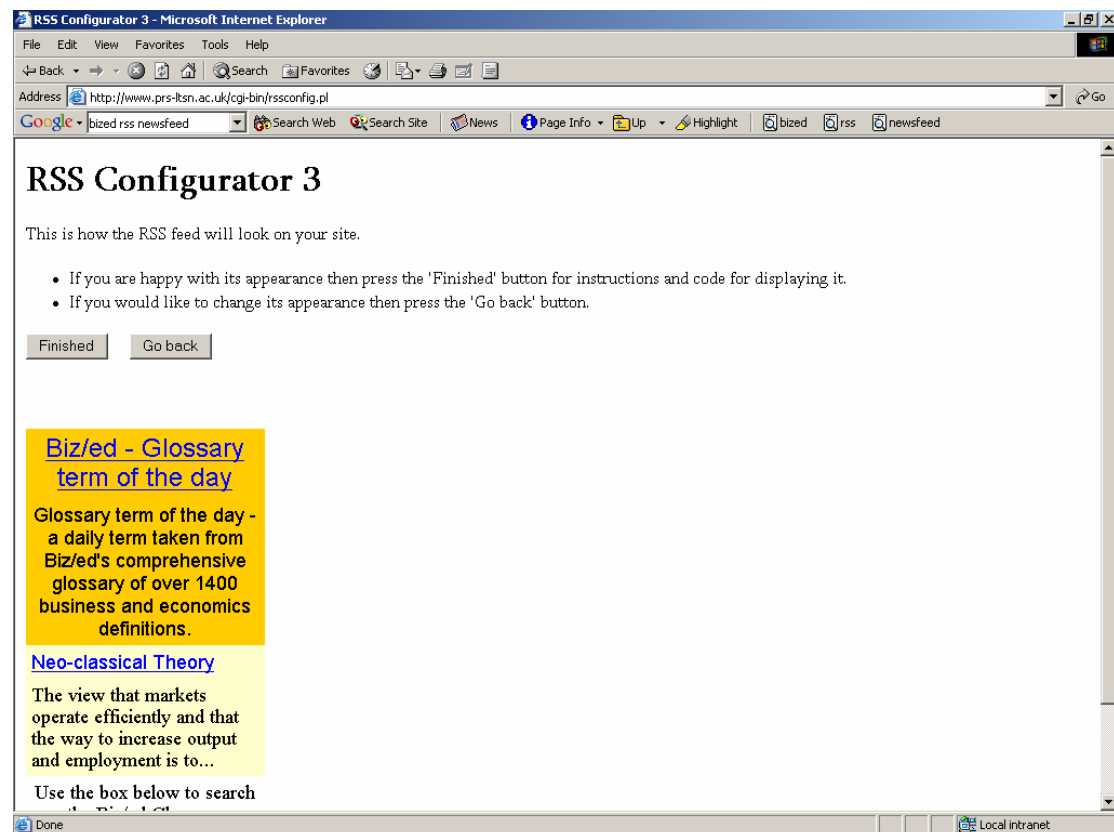 RSS Configurator 3 - Microsoft Internet Explorer
File Edit View Favorites Tools Help
Back Search Favorites
Address http://www.prs-ltsn.ac.uk/cgi-bin/rssconfig.pl Go
Google bized rss newsfeed Search Web Search Site News Page Info Up Highlight bized rss newsfeed
RSS Configurator 3
This is how the RSS feed will look on your site.
• If you are happy with its appearance then press the 'Finished' button for instructions and code for displaying it.
• If you would like to change its appearance then press the 'Go back' button.
Finished Go back
Biz/ed - Glossary
term of the day
Glossary term of the day -
a daily term taken from
Biz/ed's comprehensive
glossary of over 1400
business and economics
definitions.
Neo-classical Theory
The view that markets
operate efficiently and that
the way to increase output
and employment is to...
Use the box below to search
Done Local intranet